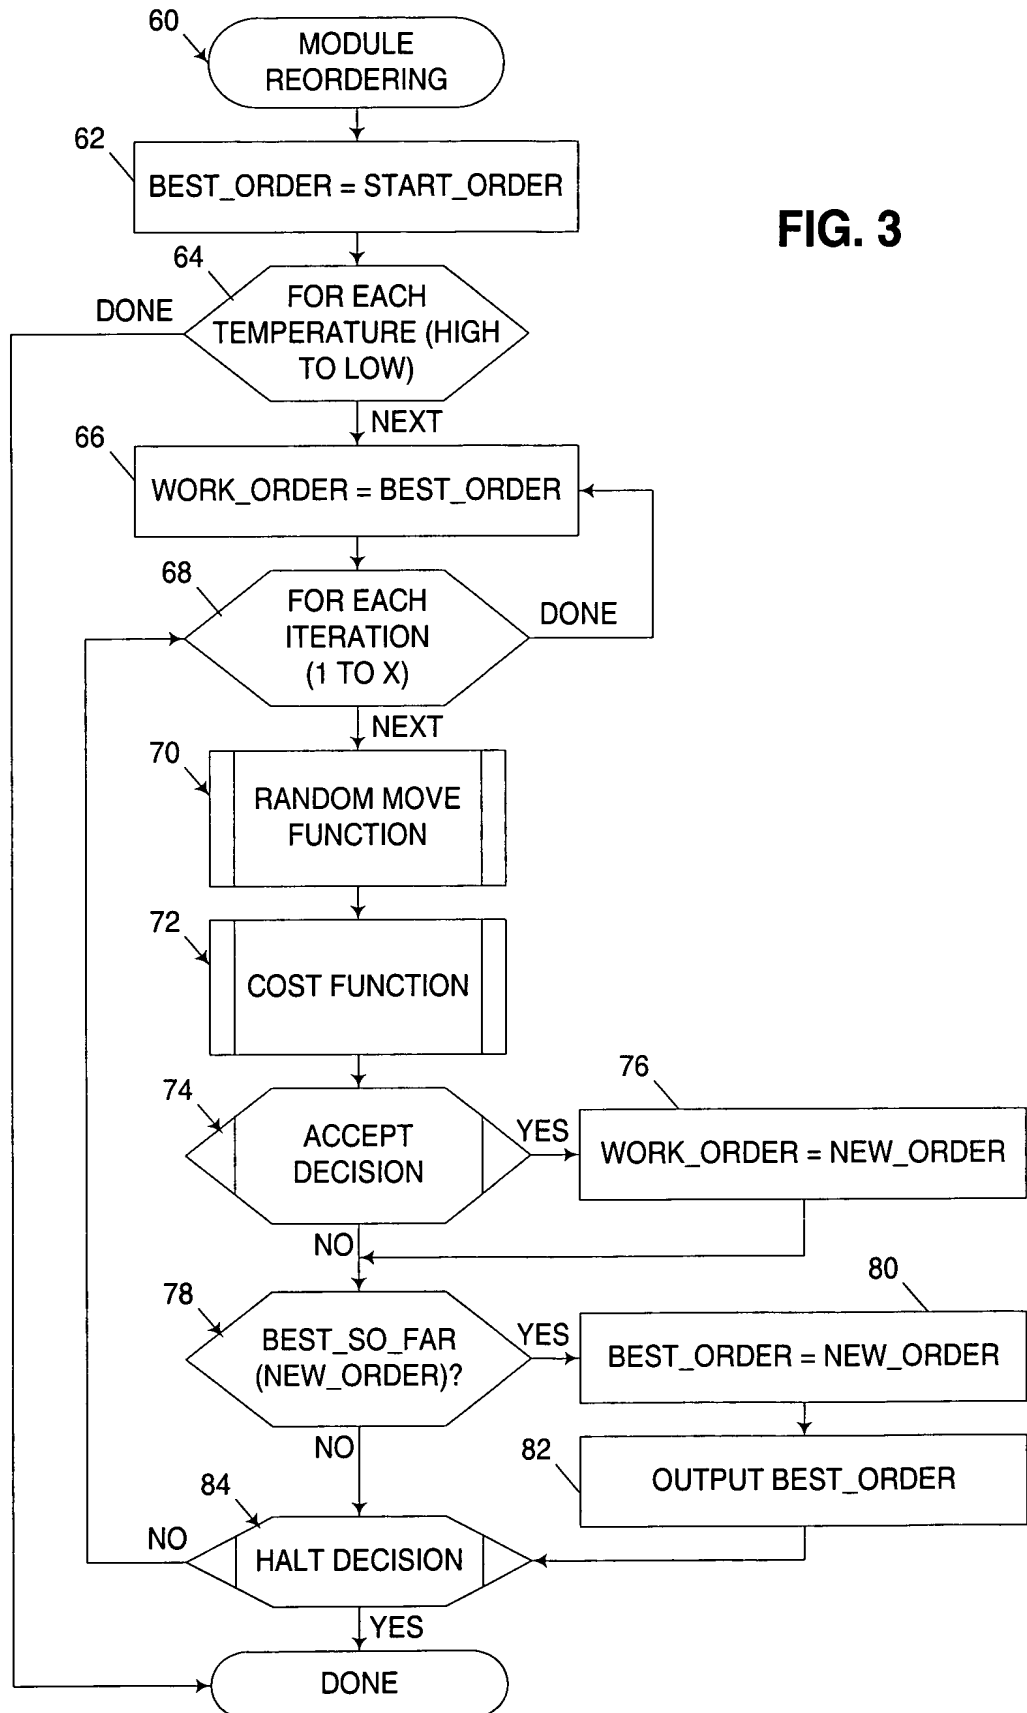 60
MODULE
REORDERING
62
BEST_ORDER = START_ORDER
FIG. 3
64
DONE
FOR EACH
TEMPERATURE (HIGH
TO LOW)
NEXT
66
WORK_ORDER = BEST_ORDER
68
FOR EACH
ITERATION
(1 TO X)
DONE
NEXT
70
RANDOM MOVE
FUNCTION
72
COST FUNCTION
74
ACCEPT
DECISION
YES
76
WORK_ORDER = NEW_ORDER
NO
78
BEST_SO_FAR
(NEW_ORDER)?
YES
80
BEST_ORDER = NEW_ORDER
NO
82
OUTPUT BEST_ORDER
84
NO
HALT DECISION
YES
DONE